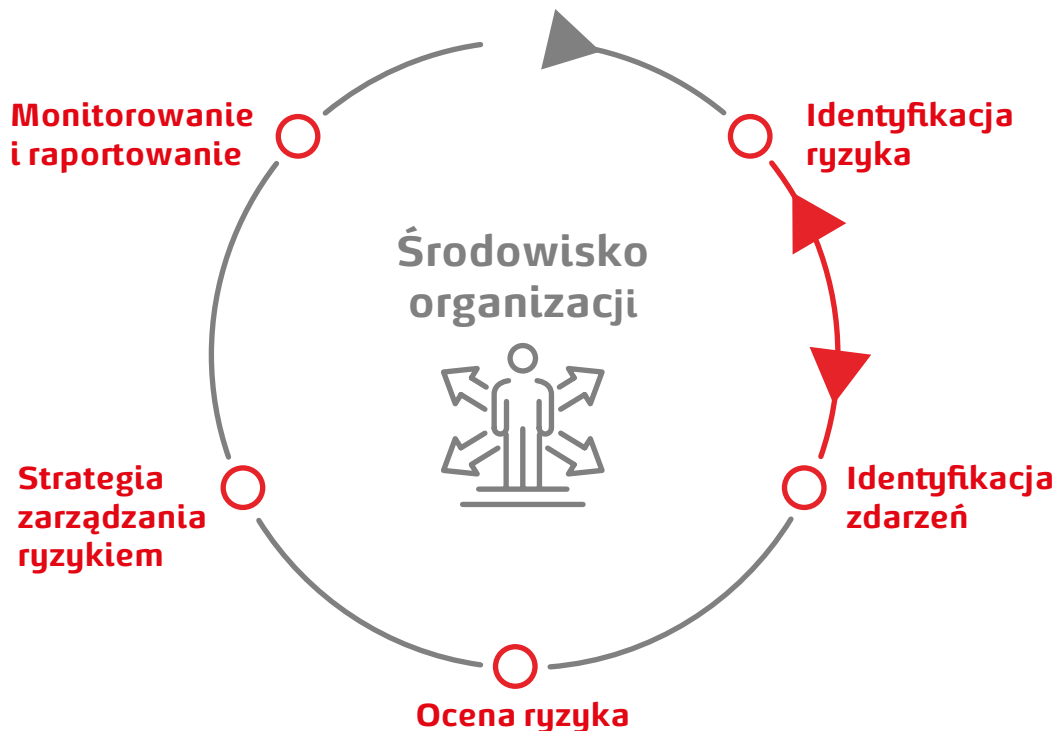 Monitorowanie
i raportowanie
Identyfikacja
ryzyka
Środowisko
organizacji
Strategia
zarządzania
ryzykiem
Identyfikacja
zdarzeń
Ocena ryzyka